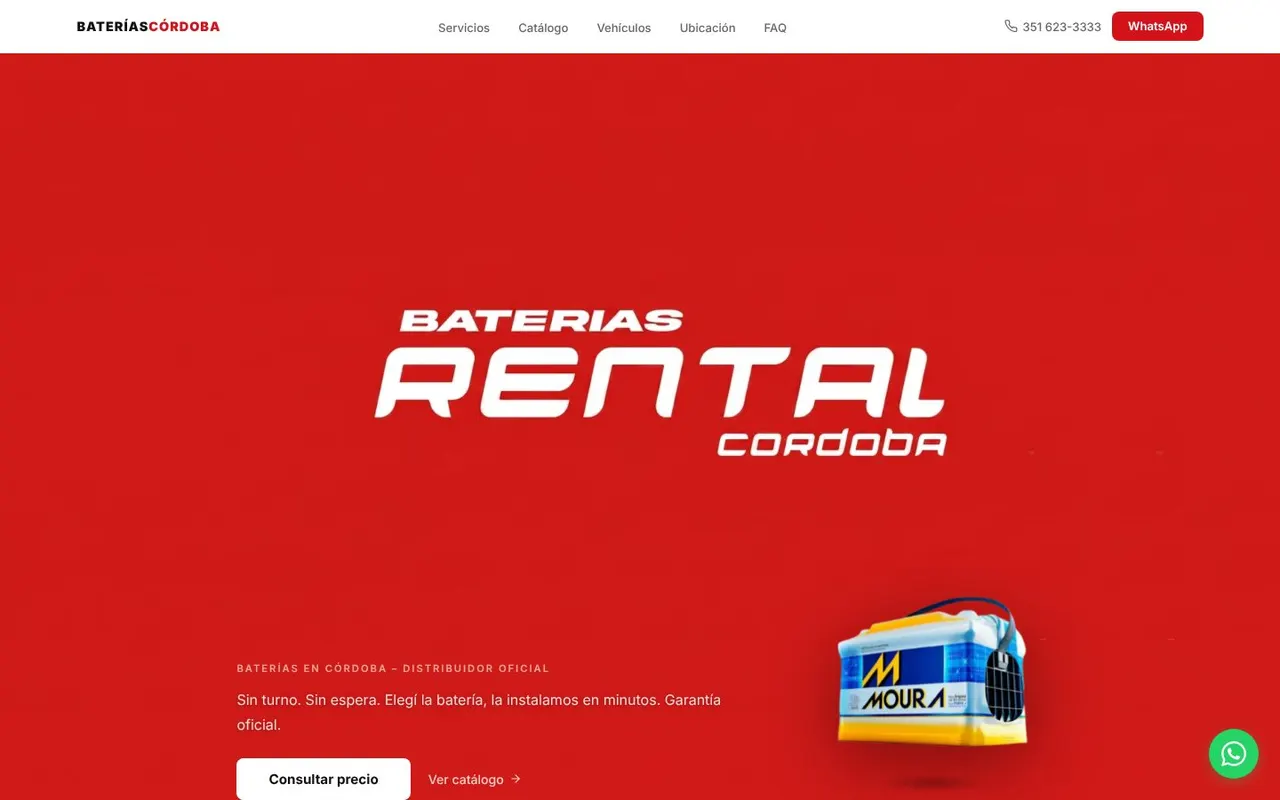 BATERÍASCÓRDOBA
Servicios
Catálogo
Vehículos
Ubicación
FAQ
351 623-3333
WhatsApp
BATERIAS
RENTAL
CORDOBA
BATERÍAS EN CÓRDOBA – DISTRIBUIDOR OFICIAL
Sin turno. Sin espera. Elegí la batería, la instalamos en minutos. Garantía
oficial.
Consultar precio
Ver catálogo →
M
MOURA